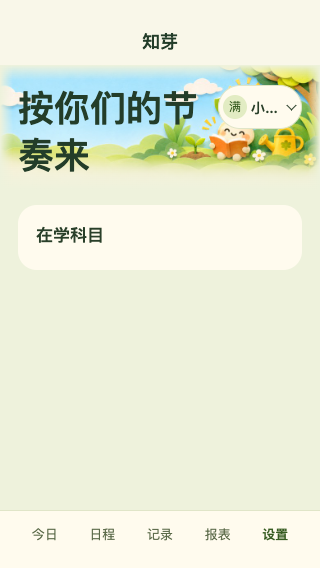 知芽
按你们的节
奏来
满 小...
在学科目
今日 日程 记录 报表 设置